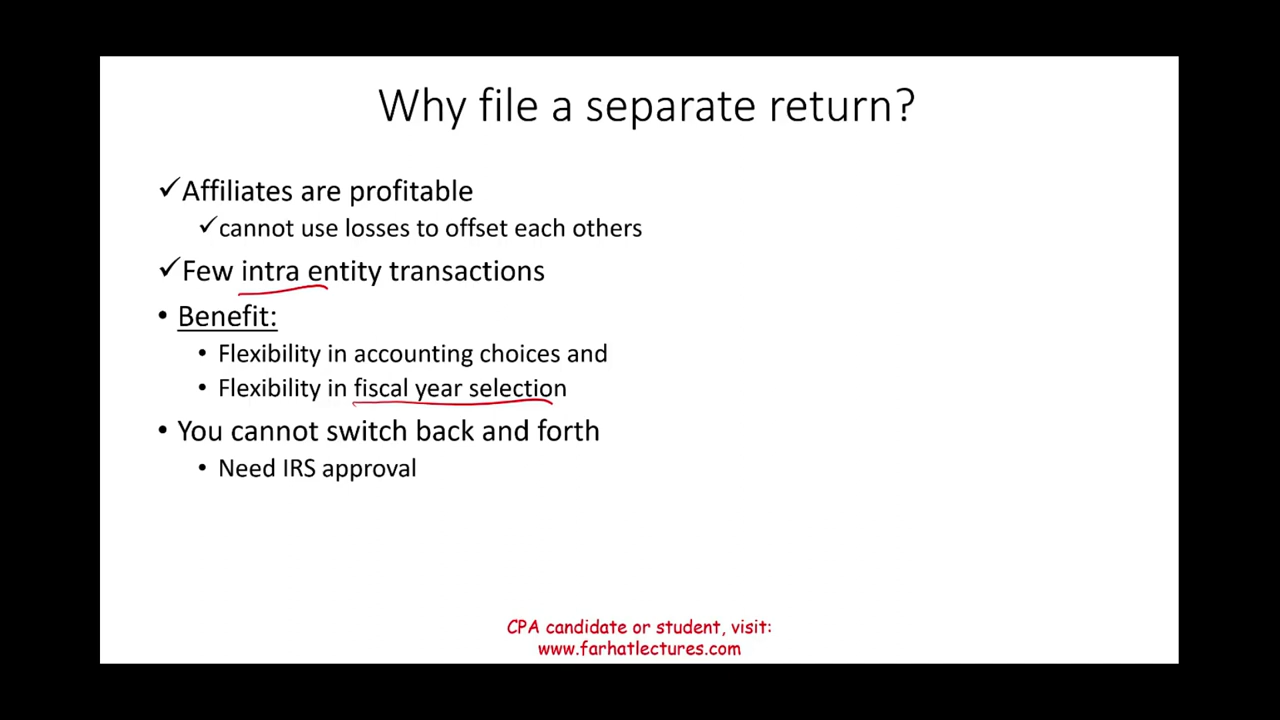 Why file a separate return?
✓Affiliates are profitable
✓cannot use losses to offset each others
✓Few intra entity transactions
• Benefit:
• Flexibility in accounting choices and
• Flexibility in fiscal year selection
• You cannot switch back and forth
• Need IRS approval
CPA candidate or student, visit:
www.farhatlectures.com